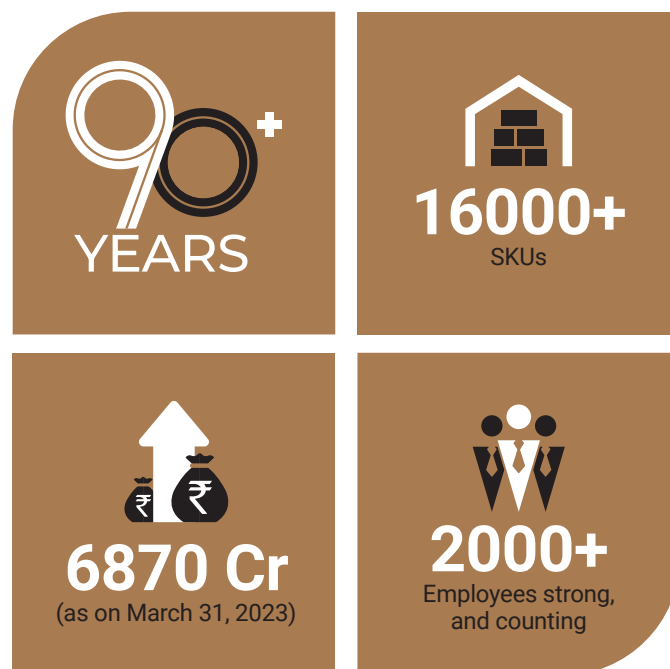 90+
YEARS
16000+
SKUs
₹ ₹
6870 Cr
(as on March 31, 2023)
2000+
Employees strong,
and counting